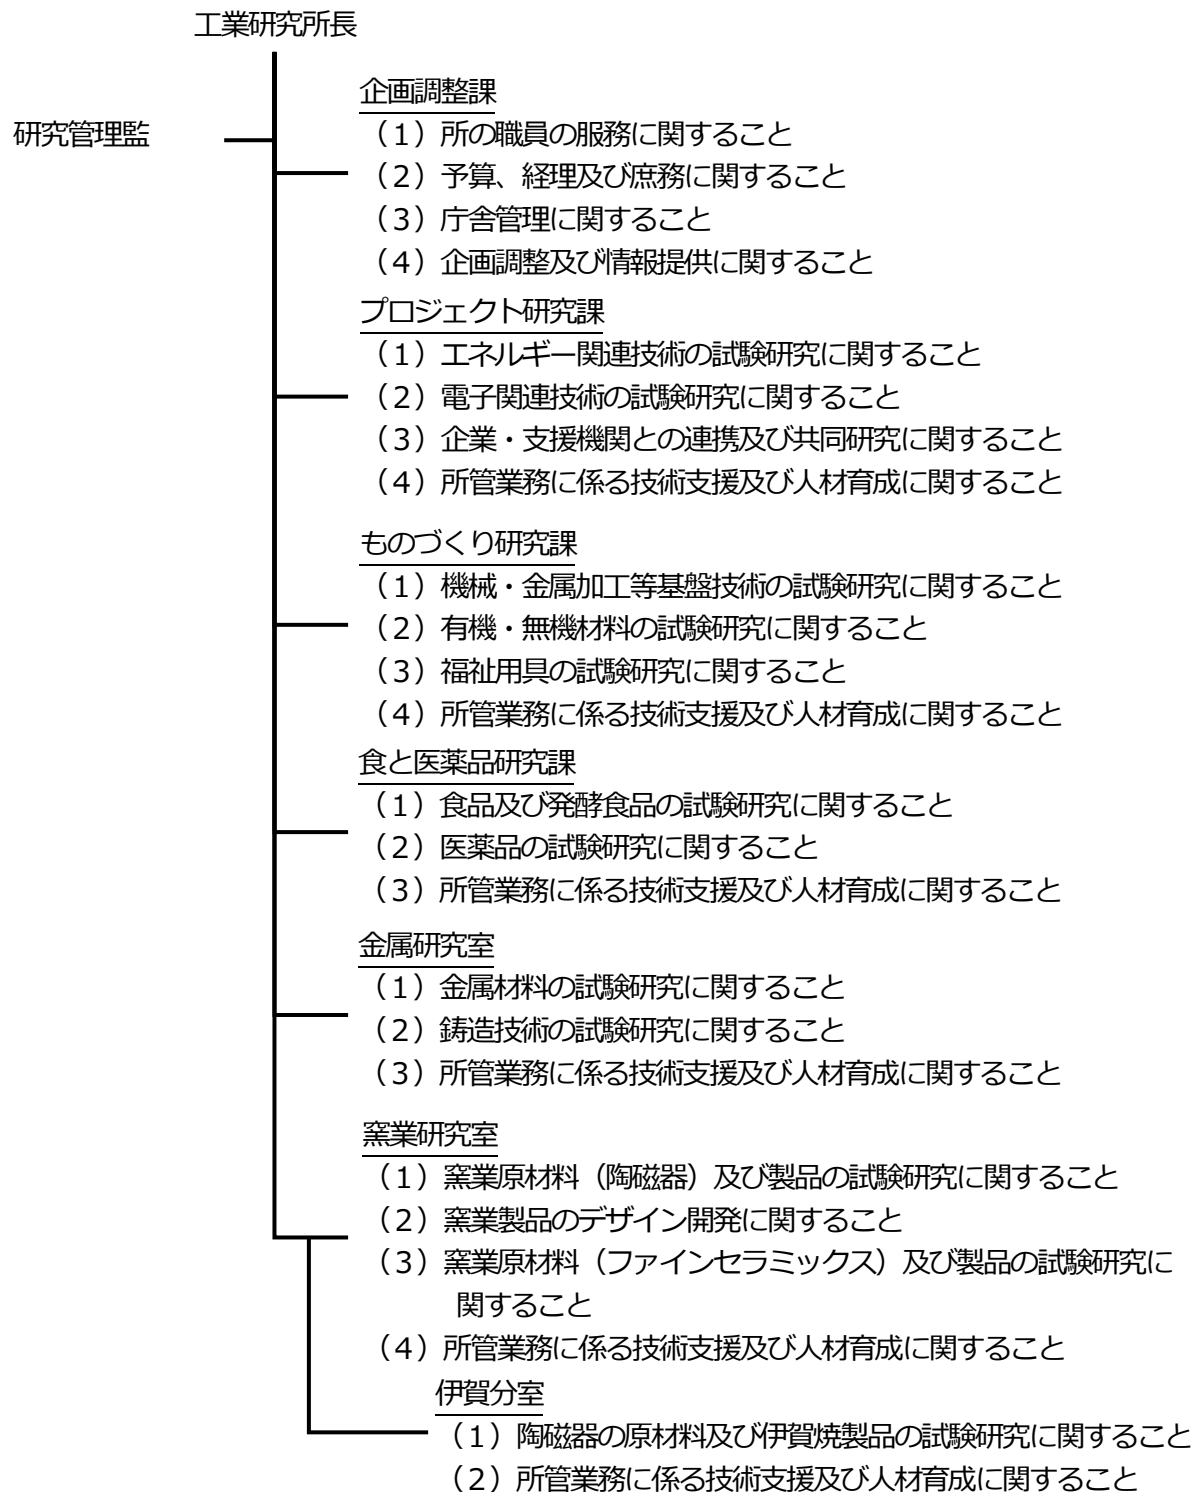 工業研究所長
企画調整課
研究管理監
（1）所の職員の服務に関すること
（2）予算、経理及び庶務に関すること
（3）庁舎管理に関すること
（4）企画調整及び情報提供に関すること
プロジェクト研究課
（1）エネルギー関連技術の試験研究に関すること
（2）電子関連技術の試験研究に関すること
（3）企業・支援機関との連携及び共同研究に関すること
（4）所管業務に係る技術支援及び人材育成に関すること
ものづくり研究課
（1）機械・金属加工等基盤技術の試験研究に関すること
（2）有機・無機材料の試験研究に関すること
（3）福祉用具の試験研究に関すること
（4）所管業務に係る技術支援及び人材育成に関すること
食と医薬品研究課
（1）食品及び発酵食品の試験研究に関すること
（2）医薬品の試験研究に関すること
（3）所管業務に係る技術支援及び人材育成に関すること
金属研究室
（1）金属材料の試験研究に関すること
（2）鋳造技術の試験研究に関すること
（3）所管業務に係る技術支援及び人材育成に関すること
窯業研究室
（1）窯業原材料（陶磁器）及び製品の試験研究に関すること
（2）窯業製品のデザイン開発に関すること
（3）窯業原材料（ファインセラミックス）及び製品の試験研究に
関すること
（4）所管業務に係る技術支援及び人材育成に関すること
伊賀分室
（1）陶磁器の原材料及び伊賀焼製品の試験研究に関すること
（2）所管業務に係る技術支援及び人材育成に関すること